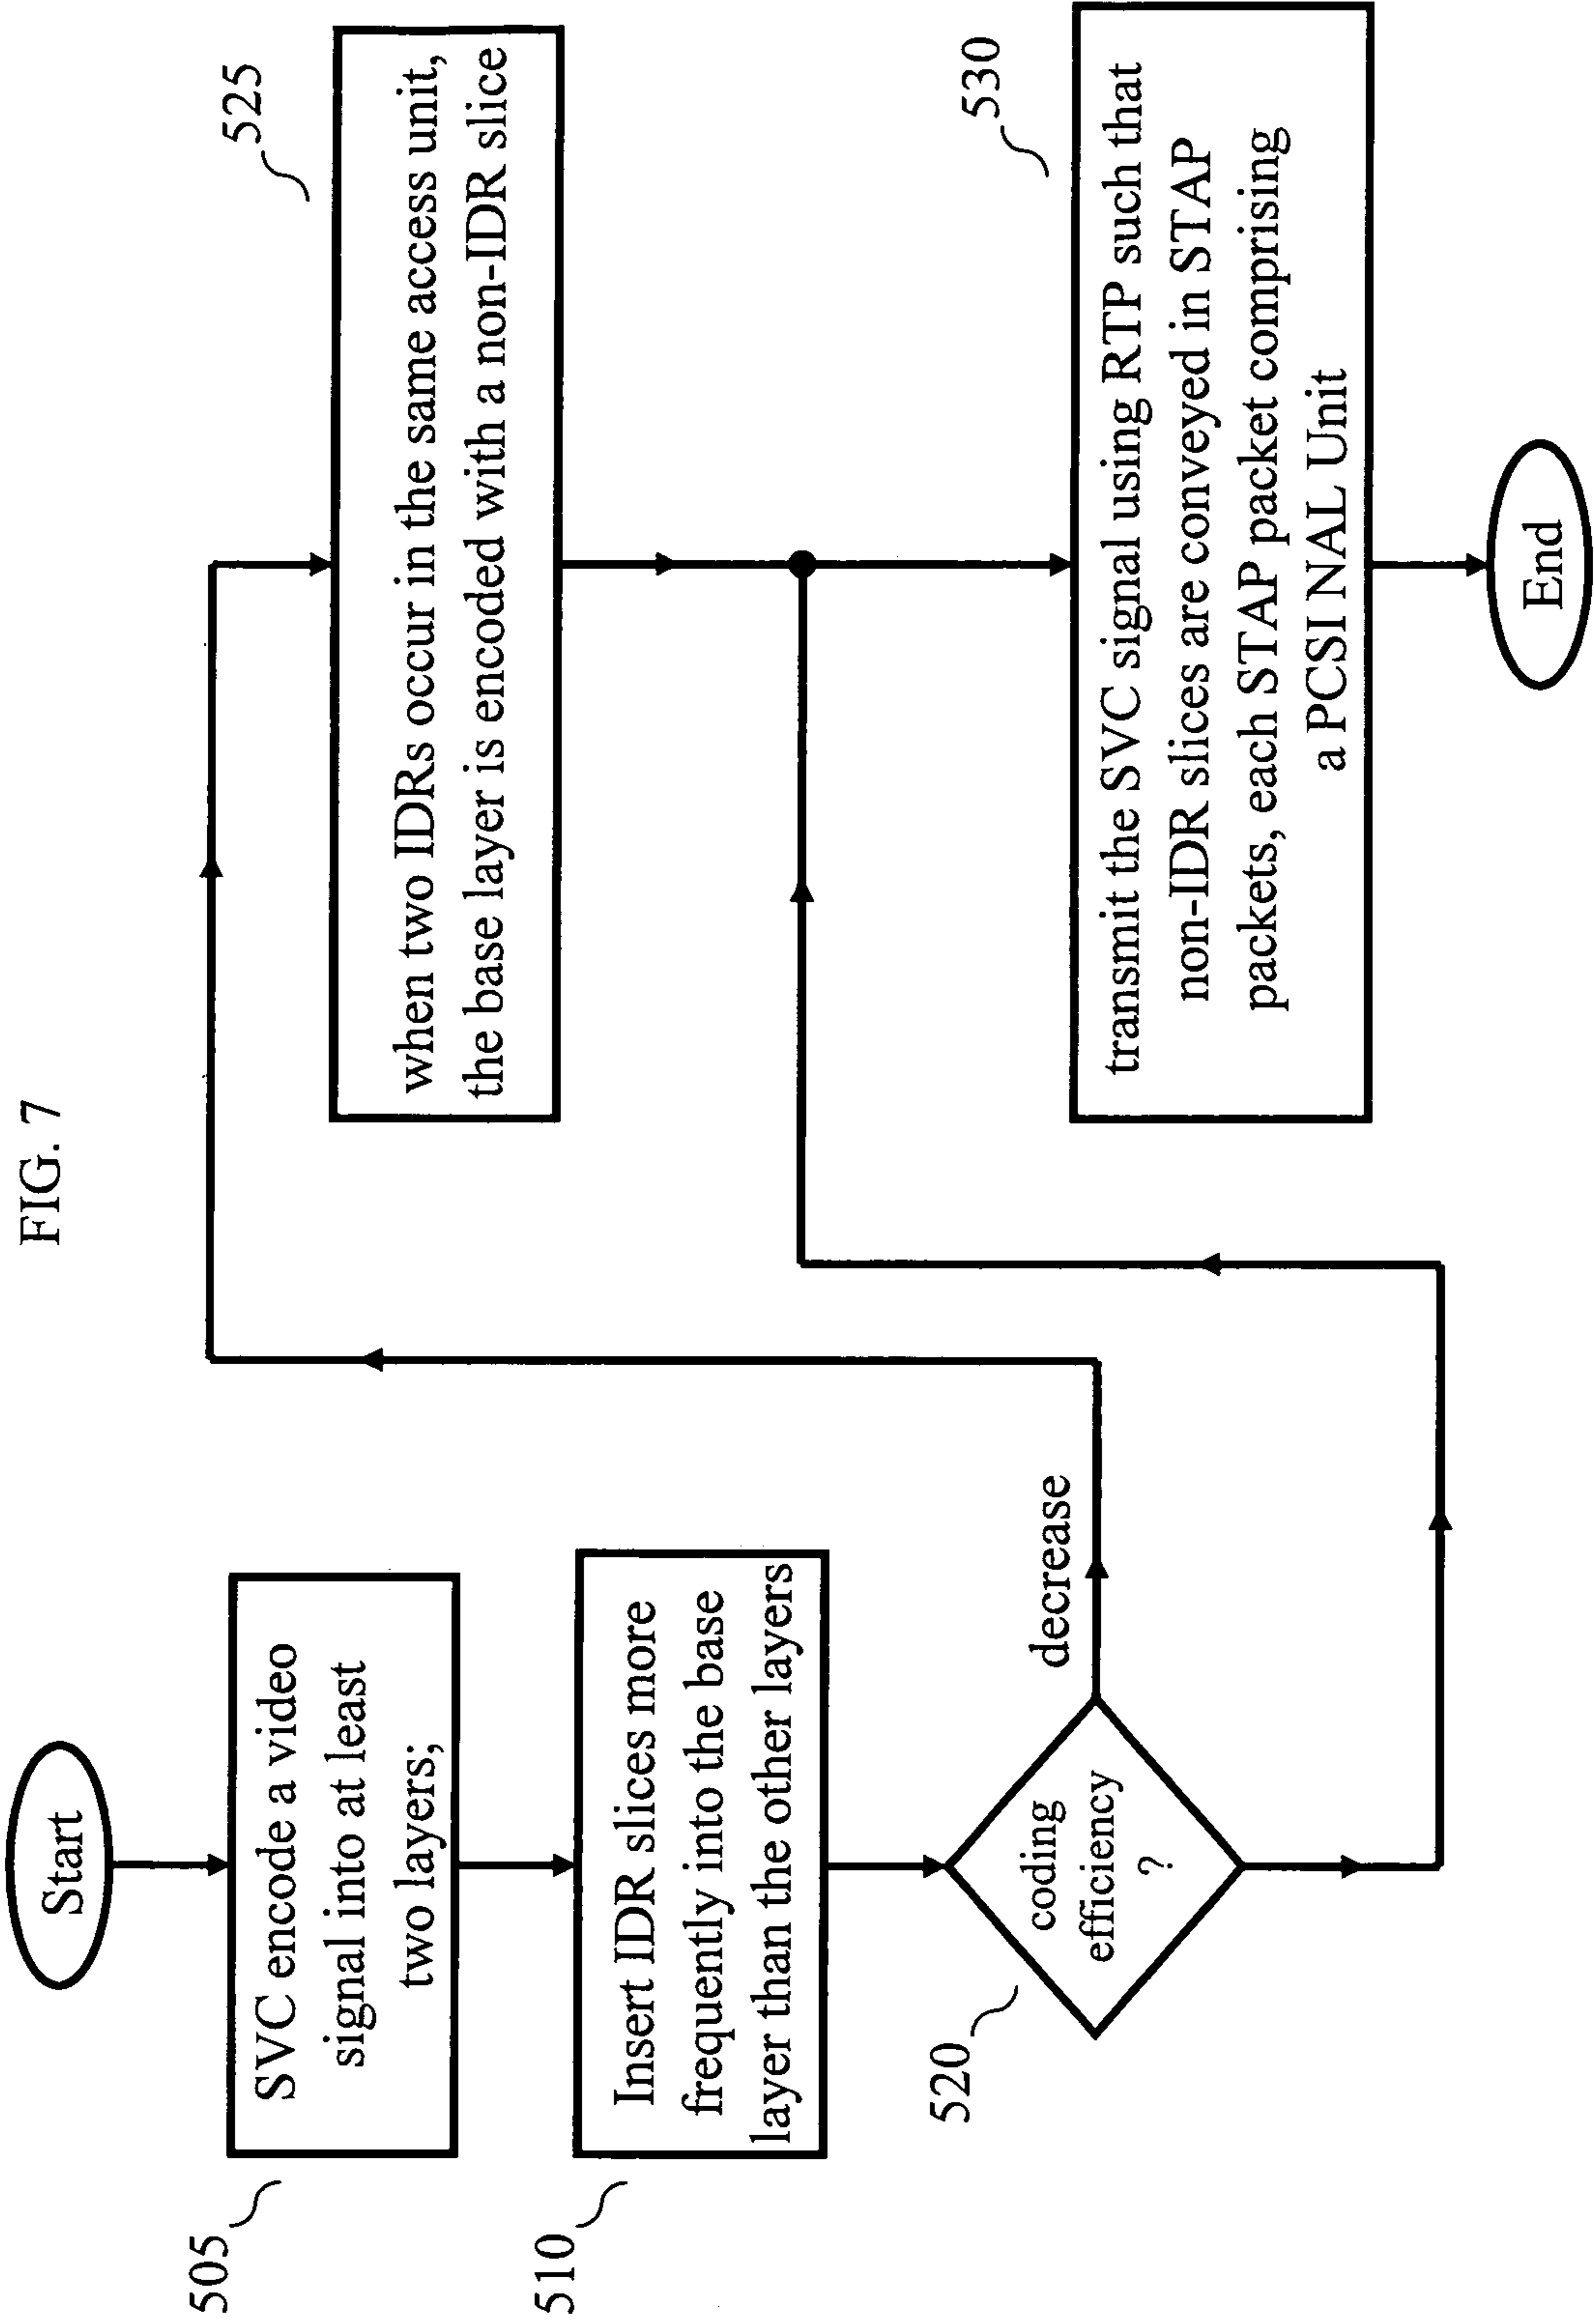 FIG. 7
Start
505
SVC encode a video
signal into at least
two layers;
510
Insert IDR slices more
frequently into the base
layer than the other layers
520
coding
efficiency
?
decrease
525
when two IDRs occur in the same access unit,
the base layer is encoded with a non-IDR slice
530
transmit the SVC signal using RTP such that
non-IDR slices are conveyed in STAP
packets, each STAP packet comprising
a PCSI NAL Unit
End